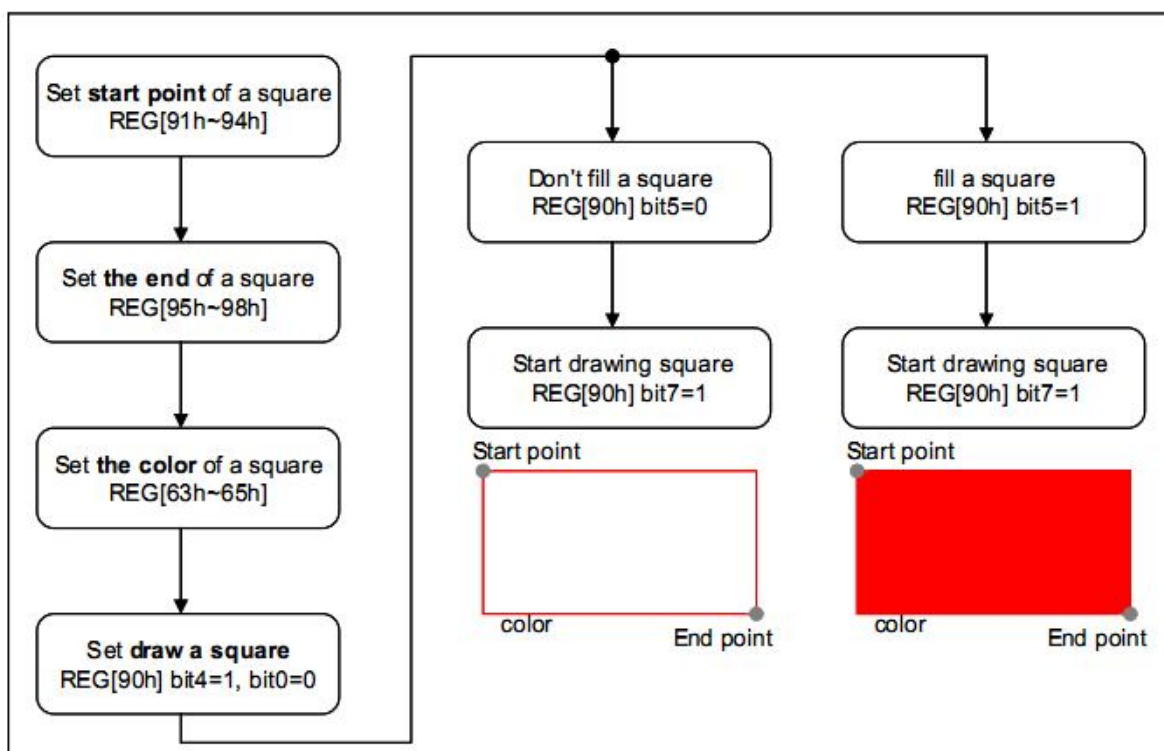 Set start point of a square
REG[91h~94h]
Set the end of a square
REG[95h~98h]
Set the color of a square
REG[63h~65h]
Set draw a square
REG[90h] bit4=1, bit0=0
Don't fill a square
REG[90h] bit5=0
Start drawing square
REG[90h] bit7=1
Start point
color
End point
fill a square
REG[90h] bit5=1
Start drawing square
REG[90h] bit7=1
Start point
color
End point